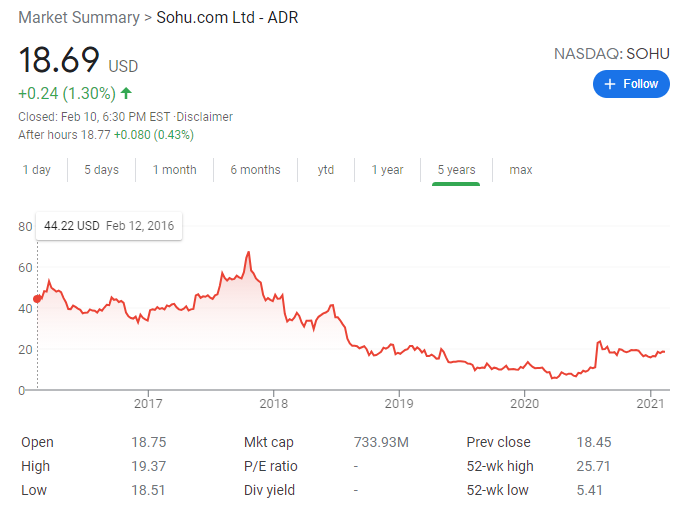 Market Summary > Sohu.com Ltd - ADR
18.69 USD
NASDAQ: SOHU
+ Follow
+0.24 (1.30%) ↑
Closed: Feb 10, 6:30 PM EST ·Disclaimer
After hours 18.77 +0.080 (0.43%)
1 day 5 days 1 month 6 months ytd 1 year 5 years max
44.22 USD Feb 12, 2016
80
60
40
20
0
2017 2018 2019 2020 2021
Open 18.75 Mkt cap 733.93M Prev close 18.45
High 19.37 P/E ratio - 52-wk high 25.71
Low 18.51 Div yield - 52-wk low 5.41